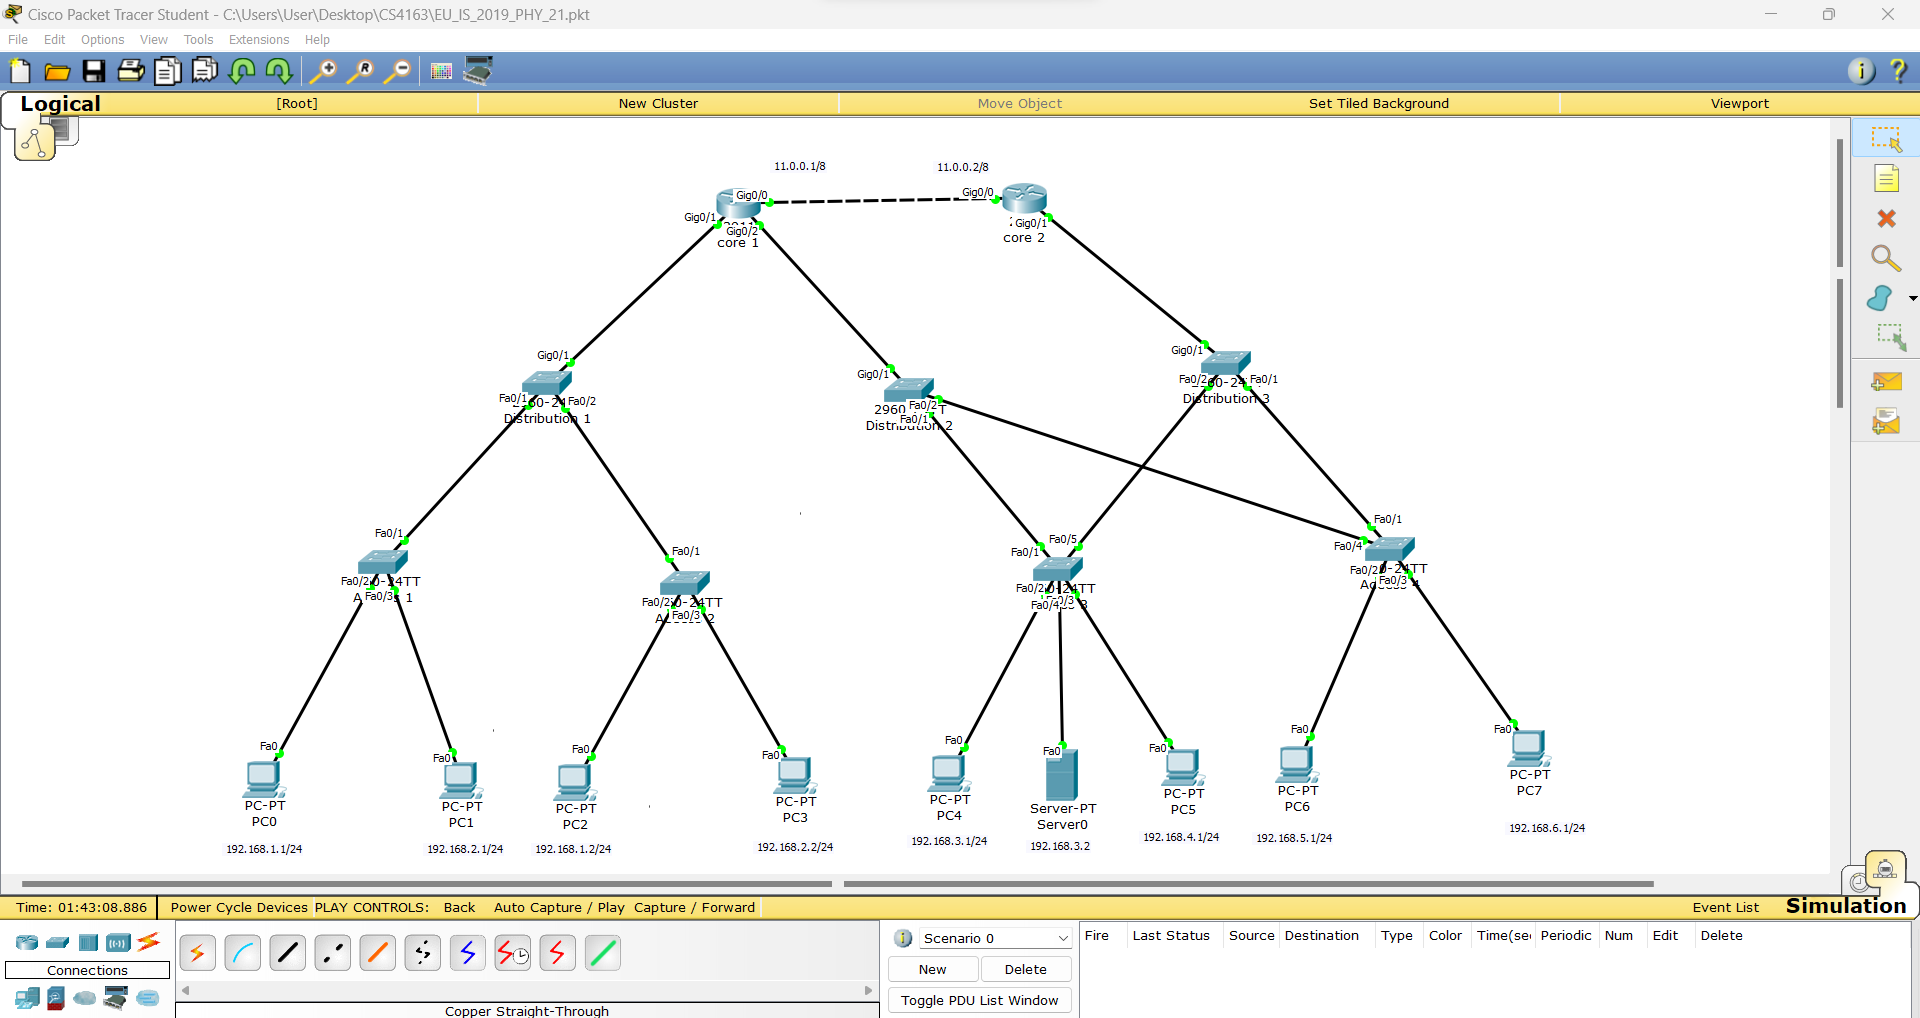 Cisco Packet Tracer Student - C:\Users\User\Desktop\CS4163\EU_IS_2019_PHY_21.pkt
File Edit Options View Tools Extensions Help
Logical [Root] New Cluster Move Object Set Tiled Background Viewport
11.0.0.1/8 11.0.0.2/8
Gig0/0 Gig0/0
Gig0/1 Gig0/2 Gig0/1
core 1 core 2
Gig0/1 Gig0/1 Gig0/1
Fa0/1 Fa0/2 Fa0/2 Fa0/1 Fa0/2 Fa0/1
Distribution 1 Distribution 2 Distribution 3
Fa0/1 Fa0/1 Fa0/1 Fa0/5 Fa0/1 Fa0/4
Fa0/2 Fa0/3 Fa0/2 Fa0/3 Fa0/2 Fa0/4 Fa0/2 Fa0/3
Fa0 Fa0 Fa0 Fa0 Fa0 Fa0 Fa0 Fa0 Fa0
PC-PT PC-PT PC-PT PC-PT PC-PT Server-PT PC-PT PC-PT PC-PT
PC0 PC1 PC2 PC3 PC4 Server0 PC5 PC6 PC7
192.168.1.1/24 192.168.2.1/24 192.168.1.2/24 192.168.2.2/24 192.168.3.1/24 192.168.3.2 192.168.4.1/24 192.168.5.1/24 192.168.6.1/24
Time: 01:43:08.886 Power Cycle Devices PLAY CONTROLS: Back Auto Capture / Play Capture / Forward Event List Simulation
Connections
Copper Straight-Through
Scenario 0
New Delete
Toggle PDU List Window
Fire Last Status Source Destination Type Color Time(sec Periodic Num Edit Delete